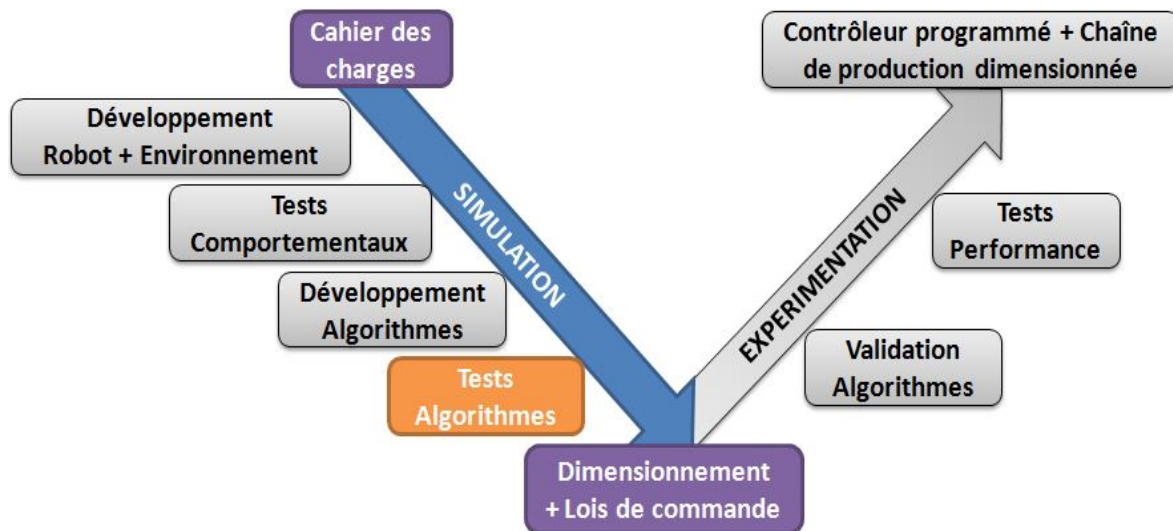 Cahier des
charges
Développement
Robot + Environnement
Tests
Comportementaux
Développement
Algorithmes
Tests
Algorithmes
SIMULATION
Dimensionnement
+ Lois de commande
EXPERIMENTATION
Validation
Algorithmes
Tests
Performance
Contrôleur programmé + Chaîne
de production dimensionnée